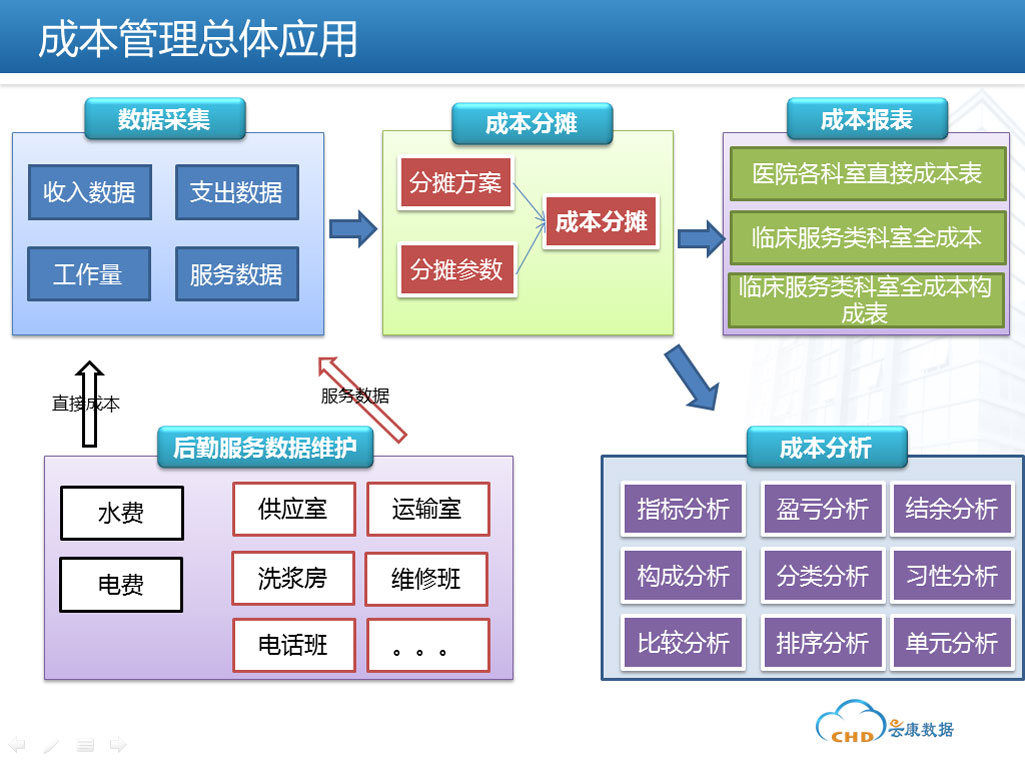 成本管理总体应用
数据采集
收入数据
支出数据
工作量
服务数据
成本分摊
分摊方案
分摊参数
成本分摊
成本报表
医院各科室直接成本表
临床服务类科室全成本
临床服务类科室全成本构
成表
直接成本
服务数据
后勤服务数据维护
水费
电费
供应室
运输室
洗浆房
维修班
电话班
。。。
成本分析
指标分析
盈亏分析
结余分析
构成分析
分类分析
习性分析
比较分析
排序分析
单元分析
CHD
云康数据